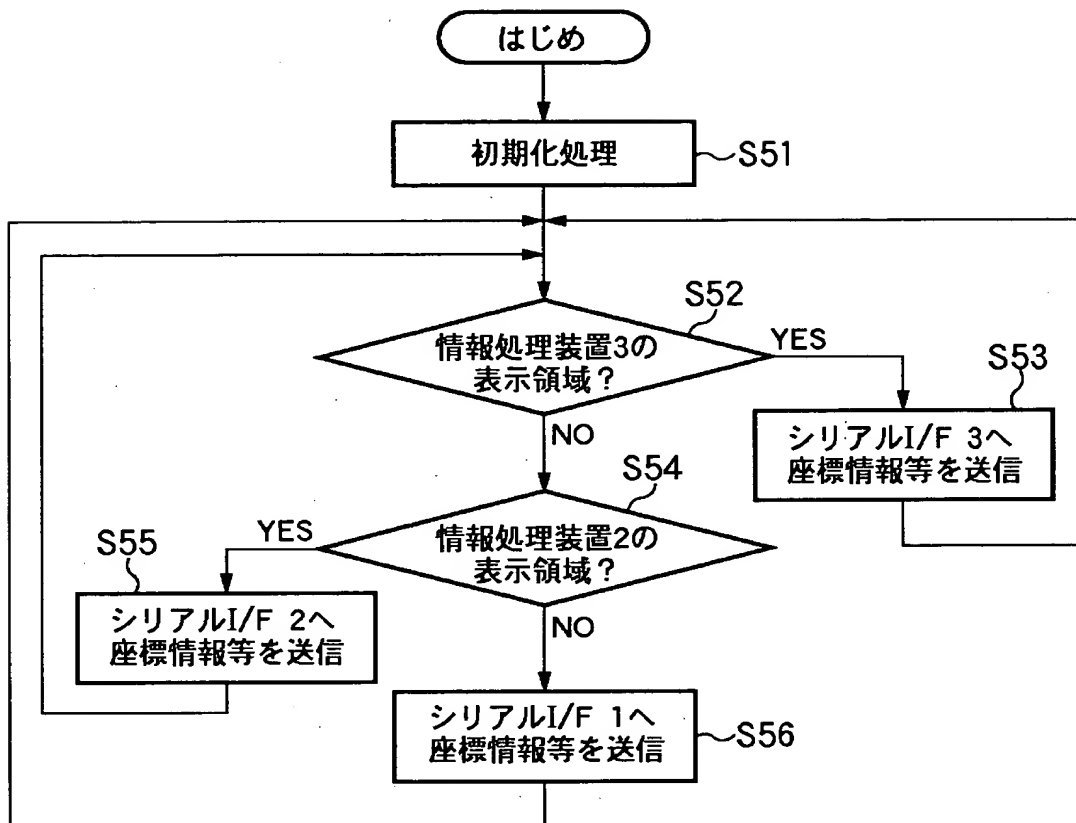 はじめ
初期化処理
S51
S52
情報処理装置3の
表示領域?
YES
S53
シリアルI/F 3へ
座標情報等を送信
NO
S54
情報処理装置2の
表示領域?
YES
S55
シリアルI/F 2へ
座標情報等を送信
NO
シリアルI/F 1へ
座標情報等を送信
S56